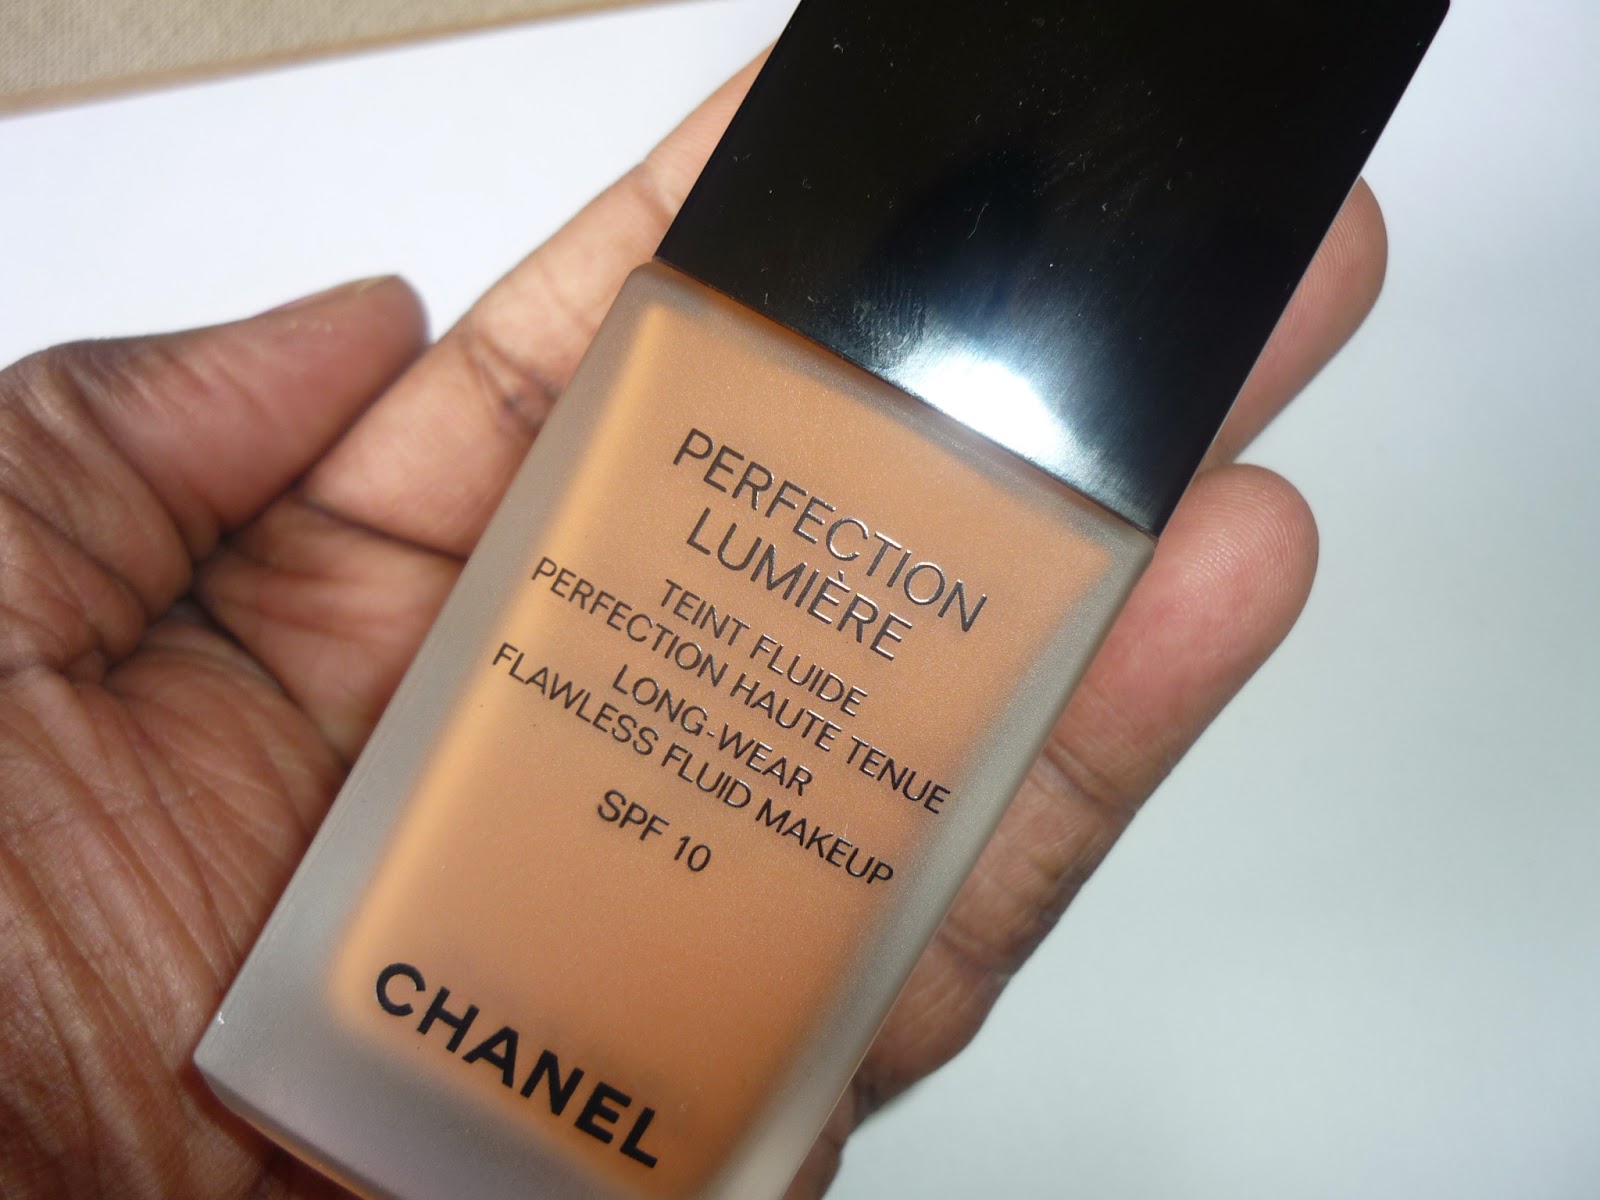 PERFECTION
LUMIÈRE
TEINT FLUIDE
PERFECTION HAUTE TENUE
LONG-WEAR
FLAWLESS FLUID MAKEUP
SPF 10
CHANEL